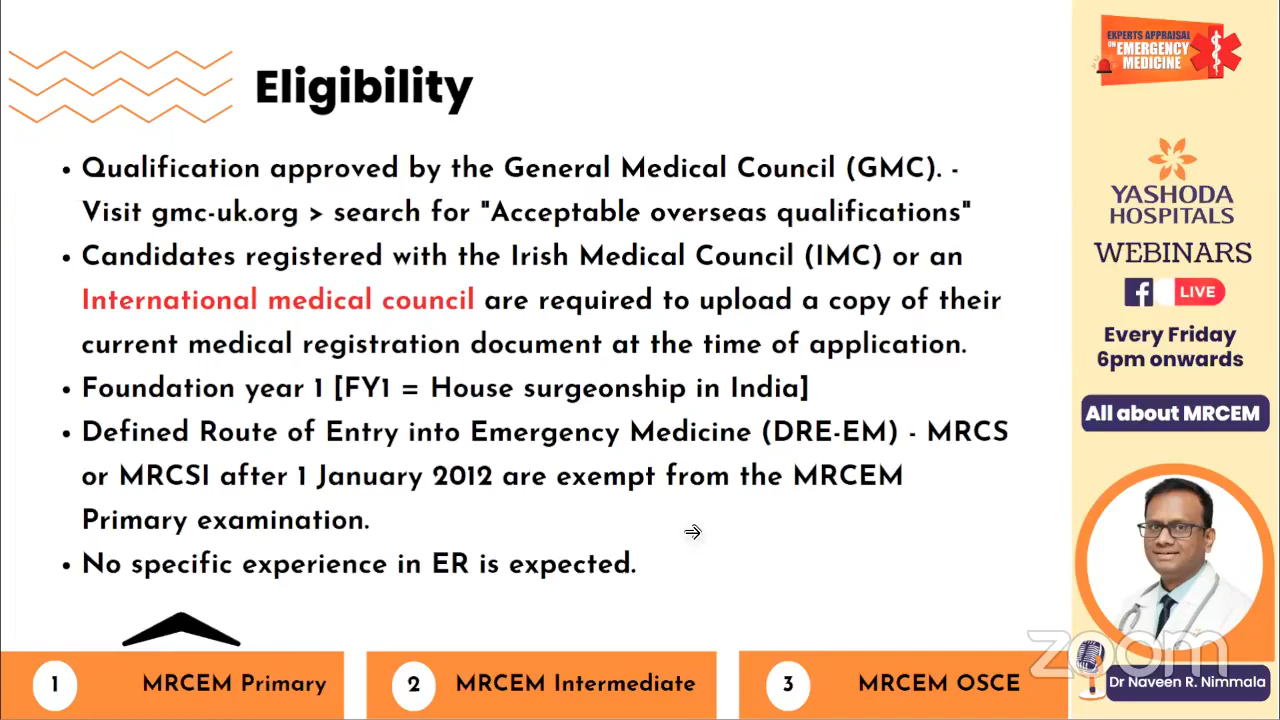 Eligibility
• Qualification approved by the General Medical Council (GMC). -
Visit gmc-uk.org > search for "Acceptable overseas qualifications"
• Candidates registered with the Irish Medical Council (IMC) or an
International medical council are required to upload a copy of their
current medical registration document at the time of application.
• Foundation year 1 [FY1 = House surgeonship in India]
• Defined Route of Entry into Emergency Medicine (DRE-EM) - MRCS
or MRCSI after 1 January 2012 are exempt from the MRCEM
Primary examination.
• No specific experience in ER is expected.
1 MRCEM Primary
2 MRCEM Intermediate
3 MRCEM OSCE
EXPERTS APPRAISAL
ON EMERGENCY
MEDICINE
YASHODA
HOSPITALS
WEBINARS
f LIVE
Every Friday
6pm onwards
All about MRCEM
zoom
Dr Naveen R. Nimmala